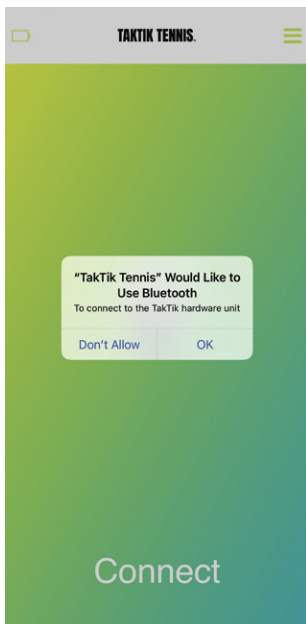 TAKTIK TENNIS.
“TakTik Tennis” Would Like to
Use Bluetooth
To connect to the TakTik hardware unit
Don’t Allow OK
Connect